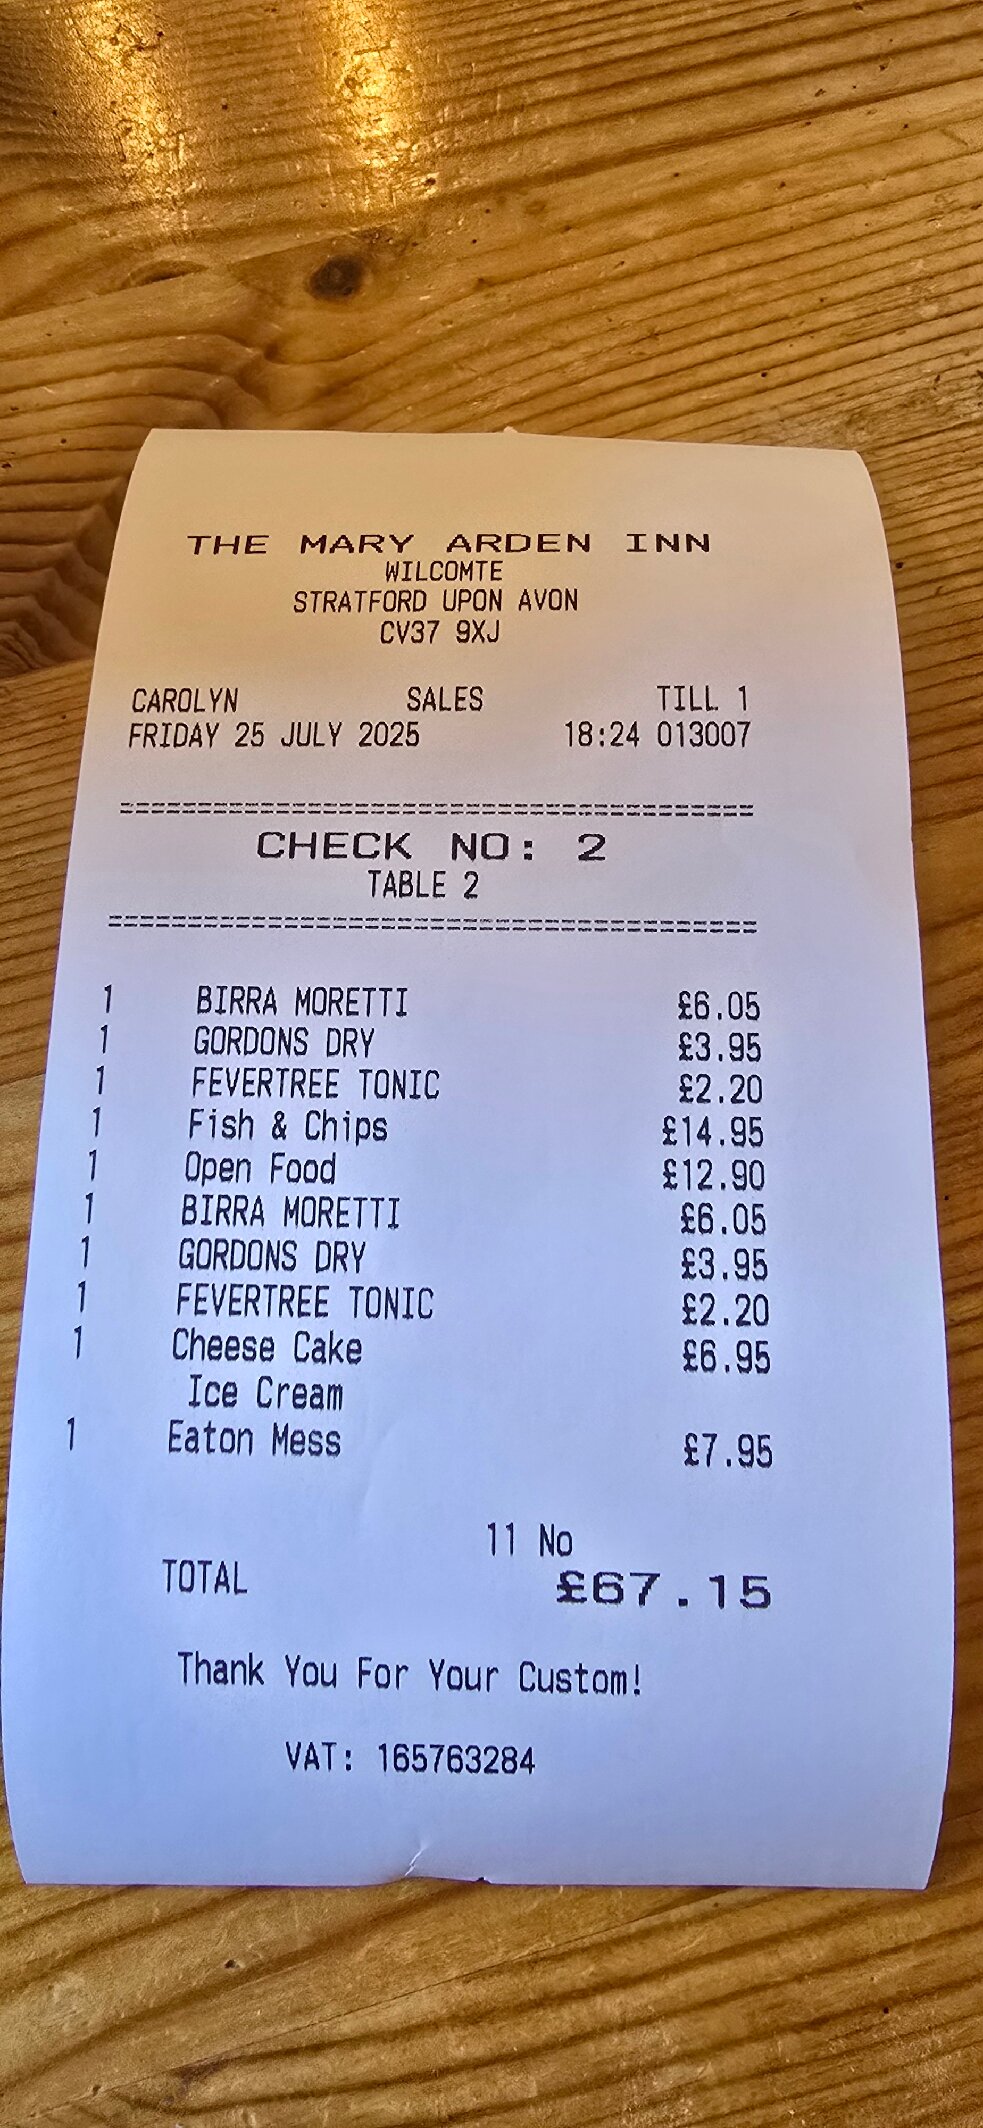 THE MARY ARDEN INN
WILCOMTE
STRATFORD UPON AVON
CV37 9XJ
CAROLYN SALES TILL 1
FRIDAY 25 JULY 2025 18:24 013007
========================================
CHECK NO: 2
TABLE 2
========================================
1 BIRRA MORETTI £6.05
1 GORDONS DRY £3.95
1 FEVERTREE TONIC £2.20
1 Fish & Chips £14.95
1 Open Food £12.90
1 BIRRA MORETTI £6.05
1 GORDONS DRY £3.95
1 FEVERTREE TONIC £2.20
1 Cheese Cake £6.95
Ice Cream
1 Eaton Mess £7.95
11 No
TOTAL £67.15
Thank You For Your Custom!
VAT: 165763284